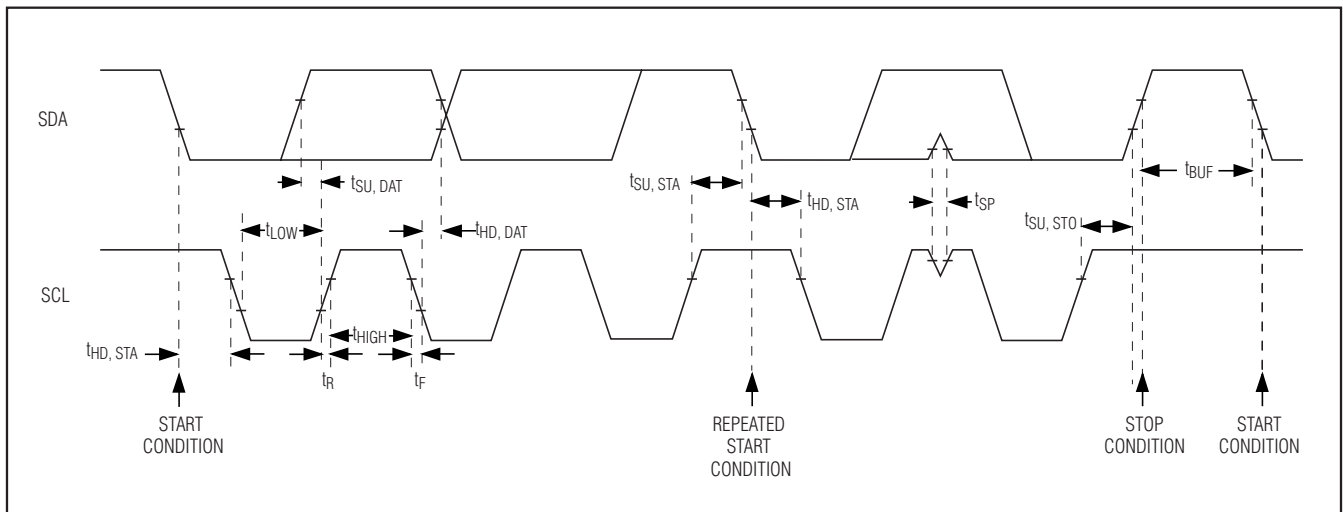 SDA
tSU, DAT
tSU, STA
tHD, STA
tSP
tBUF
tSU, STO
tLOW
tHD, DAT
SCL
tHIGH
tHD, STA
tR
tF
START
CONDITION
REPEATED
START
CONDITION
STOP
CONDITION
START
CONDITION